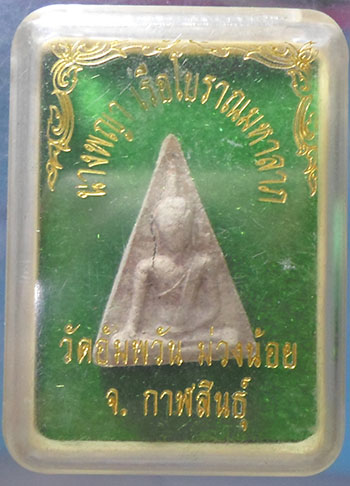 นางพญา เรือโบราณมหาลาภ
วัดอัมพวัน ม่วงน้อย
จ. กาฬสินธุ์